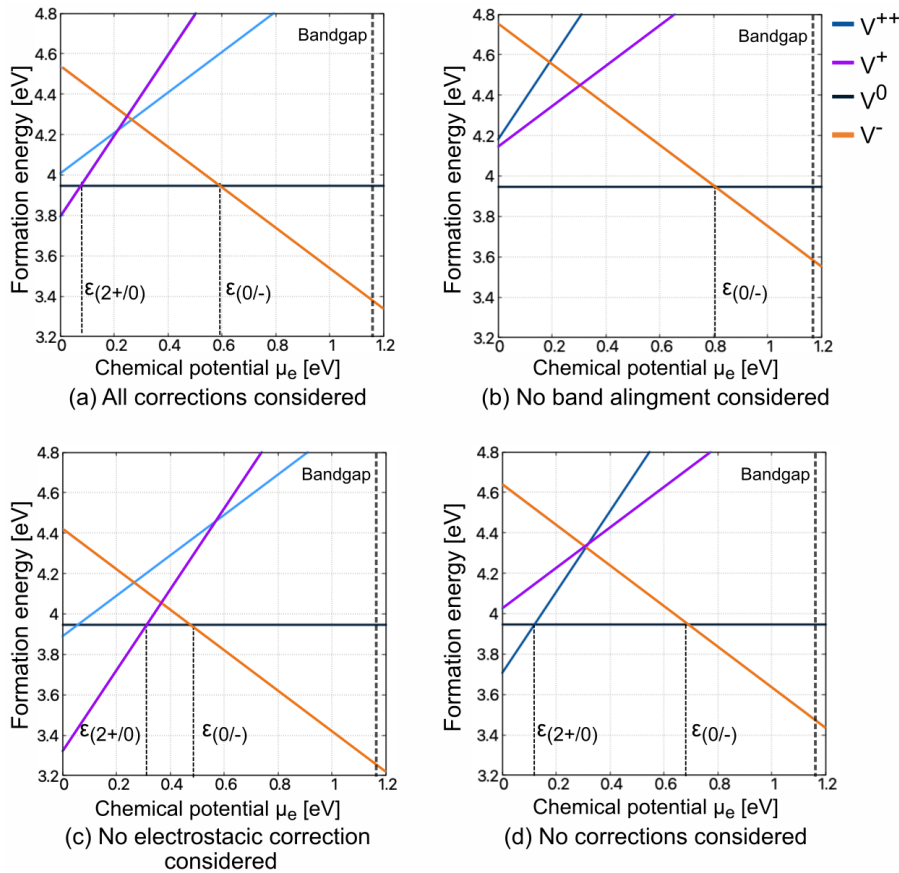 4.8
4.6
4.4
4.2
4
3.8
3.6
3.4
3.2
Formation energy [eV]
Bandgap
ε(2+/0)
ε(0/-)
0 0.2 0.4 0.6 0.8 1.0 1.2
Chemical potential μe [eV]
(a) All corrections considered
4.8
4.6
4.4
4.2
4
3.8
3.6
3.4
3.2
Formation energy [eV]
Bandgap
ε(0/-)
0 0.2 0.4 0.6 0.8 1.0 1.2
Chemical potential μe [eV]
(b) No band alingment considered
V++
V+
V0
V-
4.8
4.6
4.4
4.2
4
3.8
3.6
3.4
3.2
Formation energy [eV]
Bandgap
ε(2+/0)
ε(0/-)
0 0.2 0.4 0.6 0.8 1.0 1.2
Chemical potential μe [eV]
(c) No electrostacic correction
considered
4.8
4.6
4.4
4.2
4
3.8
3.6
3.4
3.2
Formation energy [eV]
Bandgap
ε(2+/0)
ε(0/-)
0 0.2 0.4 0.6 0.8 1 1.2
Chemical potential μe [eV]
(d) No corrections considered